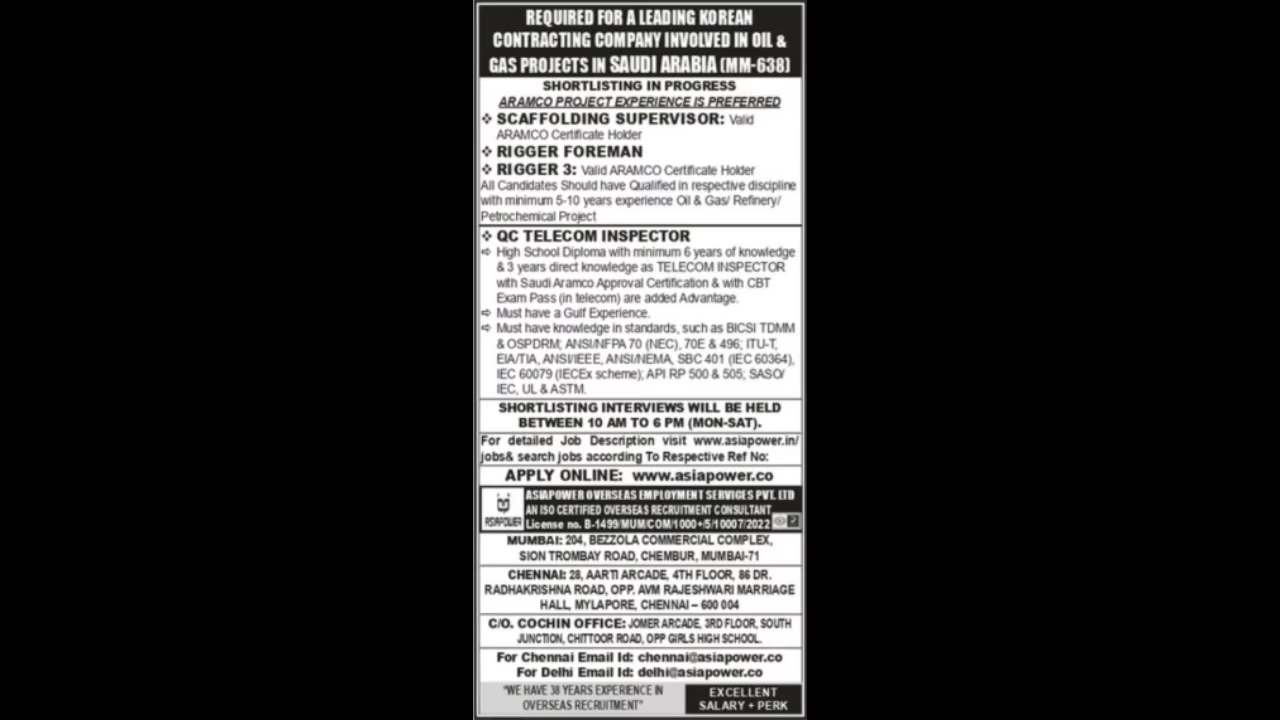 REQUIRED FOR A LEADING KOREAN
CONTRACTING COMPANY INVOLVED IN OIL &
GAS PROJECTS IN SAUDI ARABIA (MM-638)
SHORTLISTING IN PROGRESS
ARAMCO PROJECT EXPERIENCE IS PREFERRED
❖ SCAFFOLDING SUPERVISOR: Valid
ARAMCO Certificate Holder
❖ RIGGER FOREMAN
❖ RIGGER 3: Valid ARAMCO Certificate Holder
All Candidates Should have Qualified in respective discipline
with minimum 5-10 years experience Oil & Gas/ Refinery/
Petrochemical Project
❖ QC TELECOM INSPECTOR
⇨ High School Diploma with minimum 6 years of knowledge
& 3 years direct knowledge as TELECOM INSPECTOR
with Saudi Aramco Approval Certification & with CBT
Exam Pass (in telecom) are added Advantage.
⇨ Must have a Gulf Experience.
⇨ Must have knowledge in standards, such as BICSI TDMM
& OSPDRM; ANSI/NFPA 70 (NEC), 70E & 496; ITU-T,
EIA/TIA, ANSI/IEEE, ANSI/NEMA, SBC 401 (IEC 60364),
IEC 60079 (IECEx scheme); API RP 500 & 505; SASO/
IEC, UL & ASTM.
SHORTLISTING INTERVIEWS WILL BE HELD
BETWEEN 10 AM TO 6 PM (MON-SAT).
For detailed Job Description visit www.asiapower.in/
jobs& search jobs according To Respective Ref No:
APPLY ONLINE: www.asiapower.co
ASIAPOWER OVERSEAS EMPLOYMENT SERVICES PVT. LTD
AN ISO CERTIFIED OVERSEAS RECRUITMENT CONSULTANT
ASIAPOWER License no. B-1499/MUM/COM/1000+/5/10007/2022
MUMBAI: 204, BEZZOLA COMMERCIAL COMPLEX,
SION TROMBAY ROAD, CHEMBUR, MUMBAI-71
CHENNAI: 28, AARTI ARCADE, 4TH FLOOR, 86 DR.
RADHAKRISHNA ROAD, OPP. AVM RAJESHWARI MARRIAGE
HALL, MYLAPORE, CHENNAI – 600 004
C/O. COCHIN OFFICE: JOMER ARCADE, 3RD FLOOR, SOUTH
JUNCTION, CHITTOOR ROAD, OPP GIRLS HIGH SCHOOL.
For Chennai Email Id: chennai@asiapower.co
For Delhi Email Id: delhi@asiapower.co
"WE HAVE 38 YEARS EXPERIENCE IN
OVERSEAS RECRUITMENT"
EXCELLENT
SALARY + PERK